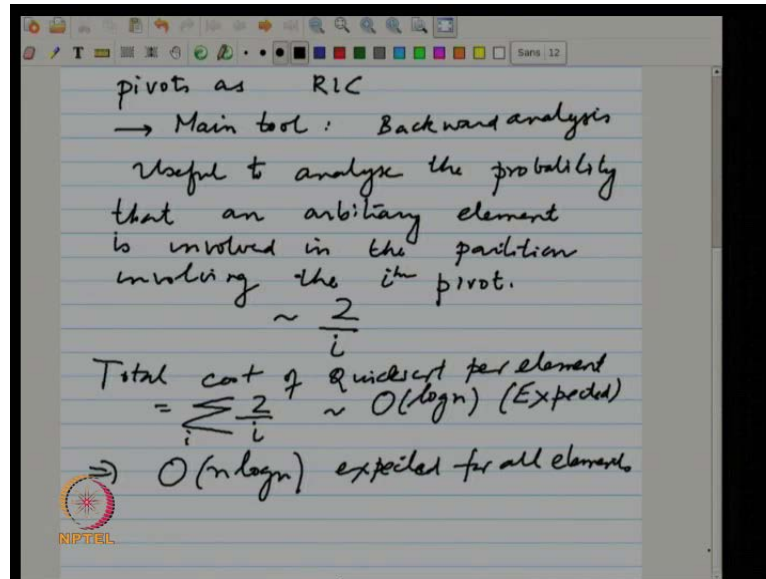 Sans 12
pivots as RIC
→ Main tool : Backward analysis
Useful to analyse the probability
that an arbitrary element
is involved in the partition
involving the ith pivot.
~ 2/i
Total cost of Quicksort per element
= ∑i 2/i ~ O(logn) (Expected)
⇒ O(nlogn) expected for all elements
NPTEL